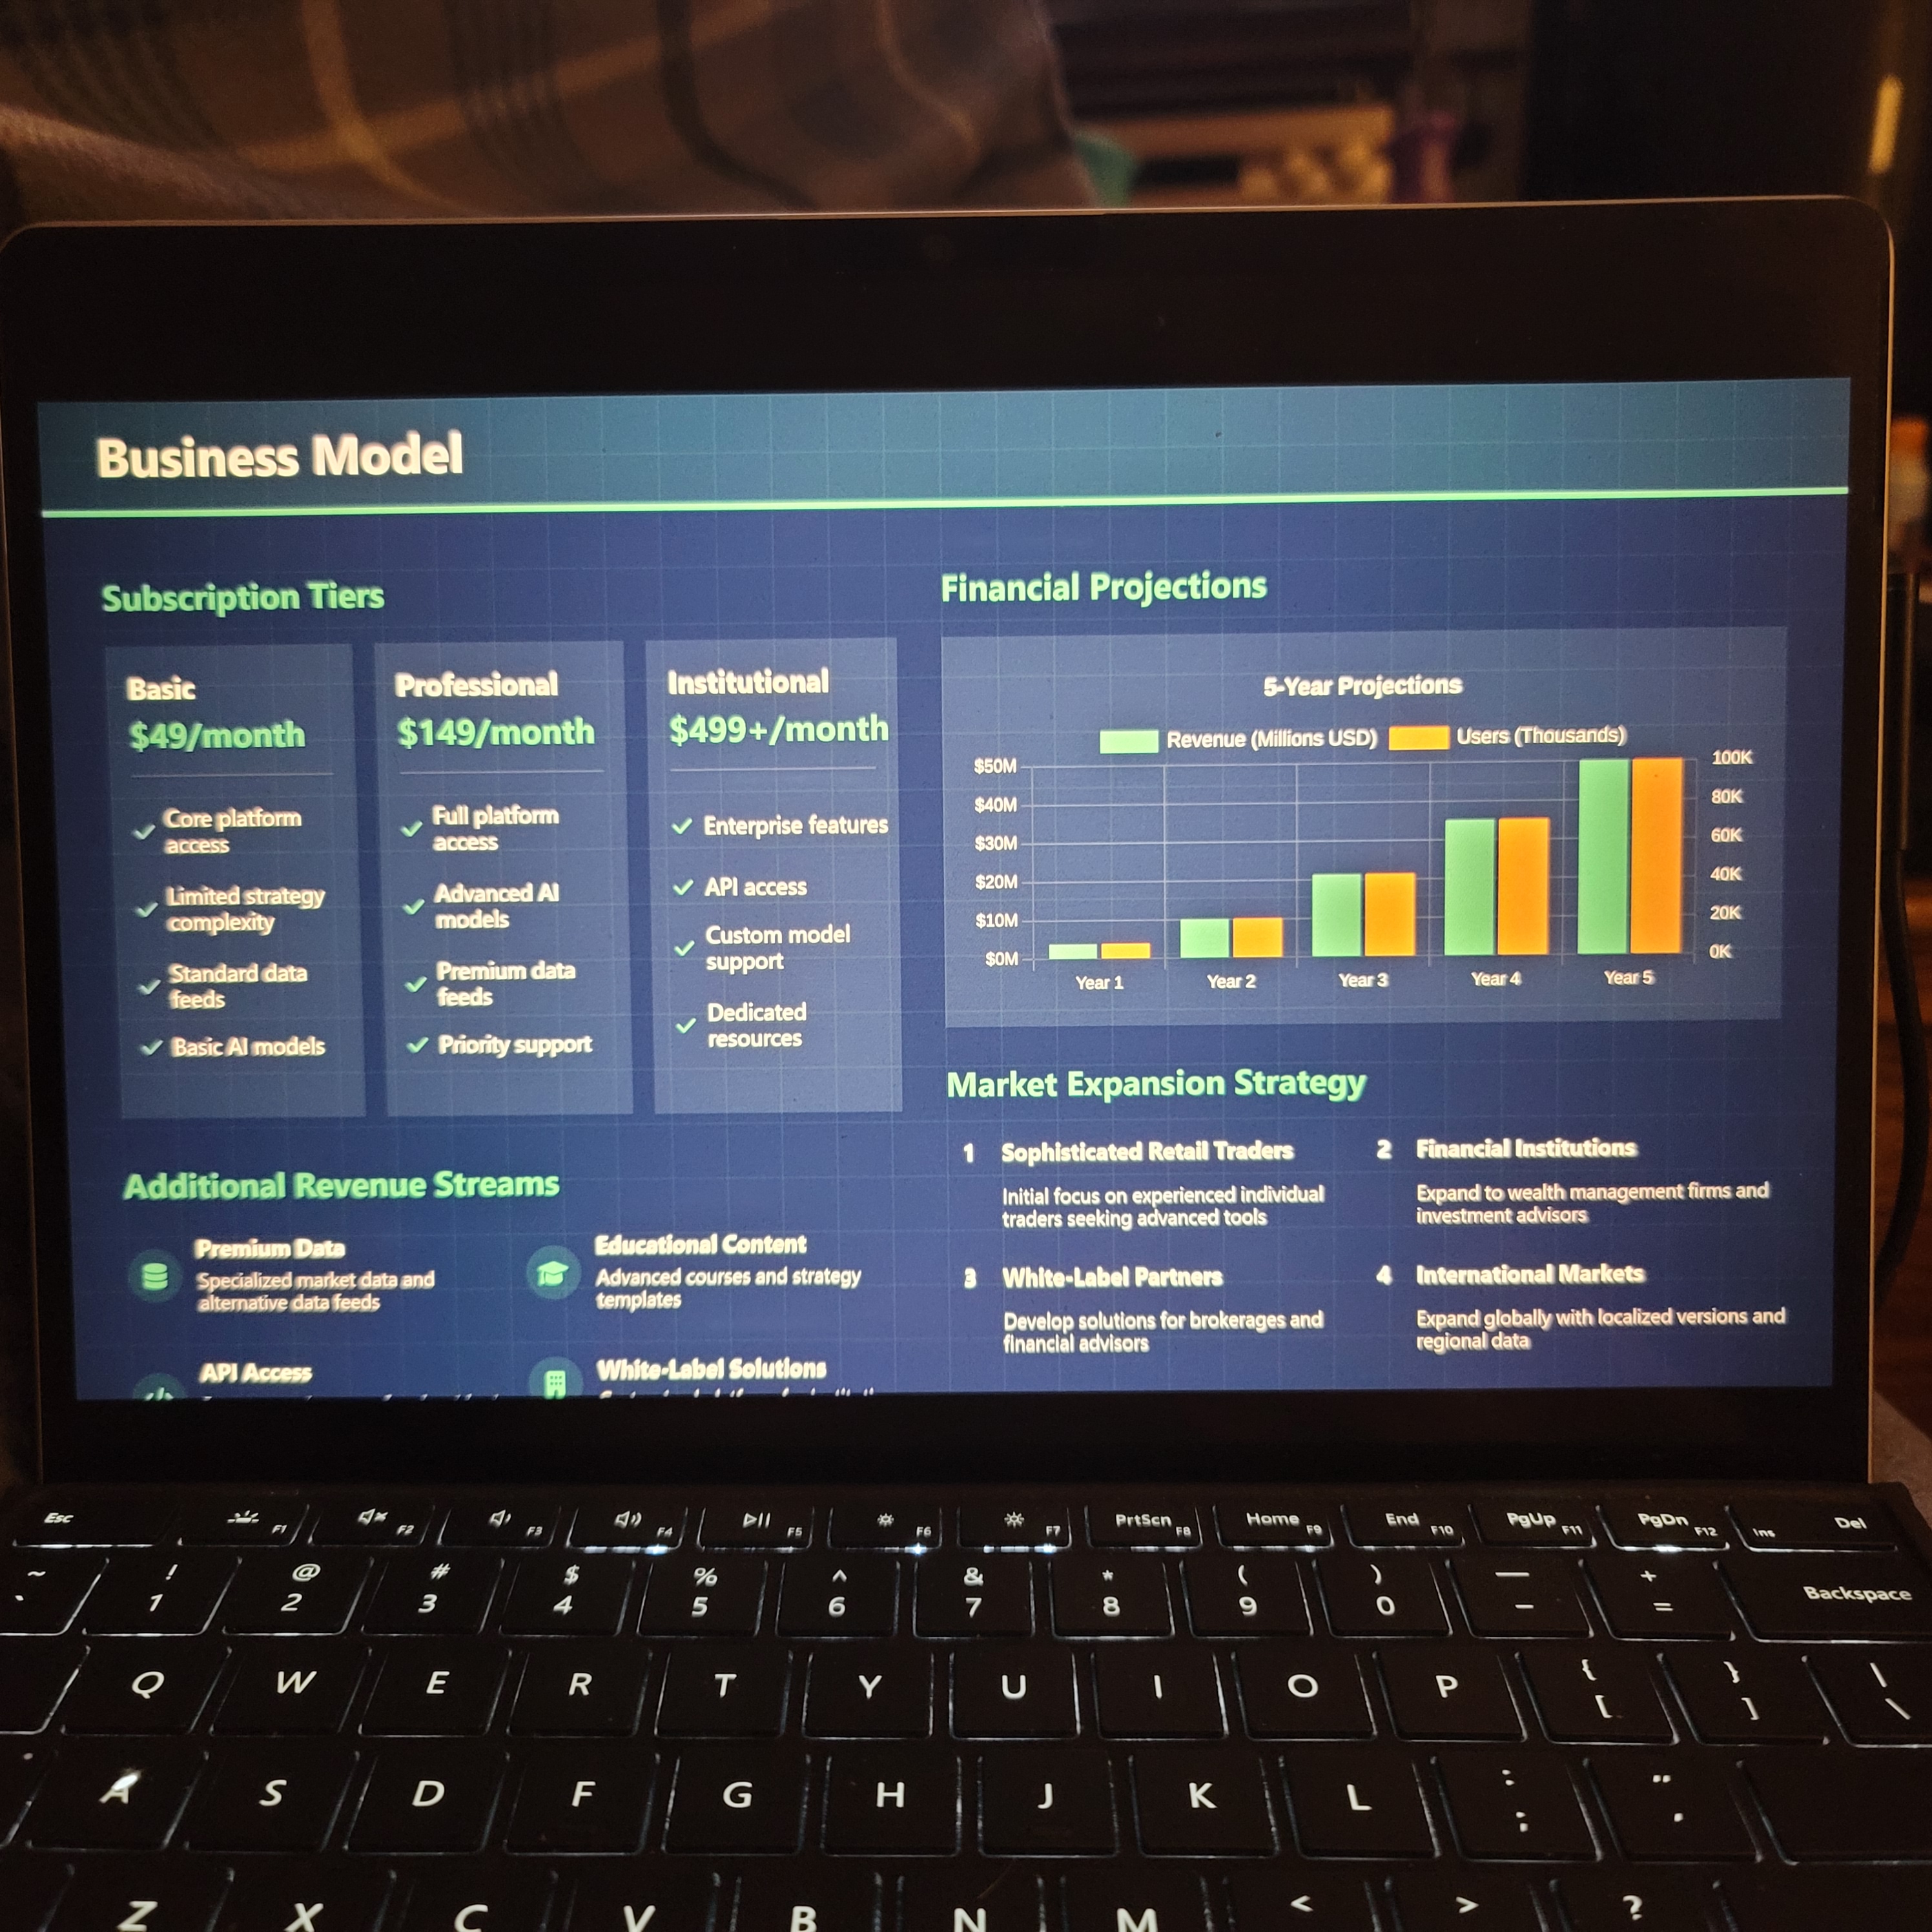 Business Model
Subscription Tiers
Basic
$49/month
Core platform
access
Limited strategy
complexity
Standard data
feeds
Basic AI models
Professional
$149/month
Full platform
access
Advanced AI
models
Premium data
feeds
Priority support
Institutional
$499+/month
Enterprise features
API access
Custom model
support
Dedicated
resources
Additional Revenue Streams
Premium Data
Specialized market data and
alternative data feeds
Educational Content
Advanced courses and strategy
templates
API Access
White-Label Solutions
Financial Projections
5-Year Projections
Revenue (Millions USD) Users (Thousands)
$50M 100K
$40M 80K
$30M 60K
$20M 40K
$10M 20K
$0M 0K
Year 1 Year 2 Year 3 Year 4 Year 5
Market Expansion Strategy
1 Sophisticated Retail Traders
Initial focus on experienced individual
traders seeking advanced tools
2 Financial Institutions
Expand to wealth management firms and
investment advisors
3 White-Label Partners
Develop solutions for brokerages and
financial advisors
4 International Markets
Expand globally with localized versions and
regional data
Esc F1 F2 F3 F4 F5 F6 F7 PrtScn F8 Home F9 End F10 PgUp F11 PgDn F12 Ins Del
~ ! @ # $ % ^ & * ( ) — +
` 1 2 3 4 5 6 7 8 9 0 – = Backspace
Q W E R T Y U I O P { [ } ] | \
A S D F G H J K L : ; " '
Z X C V B N M < > ?